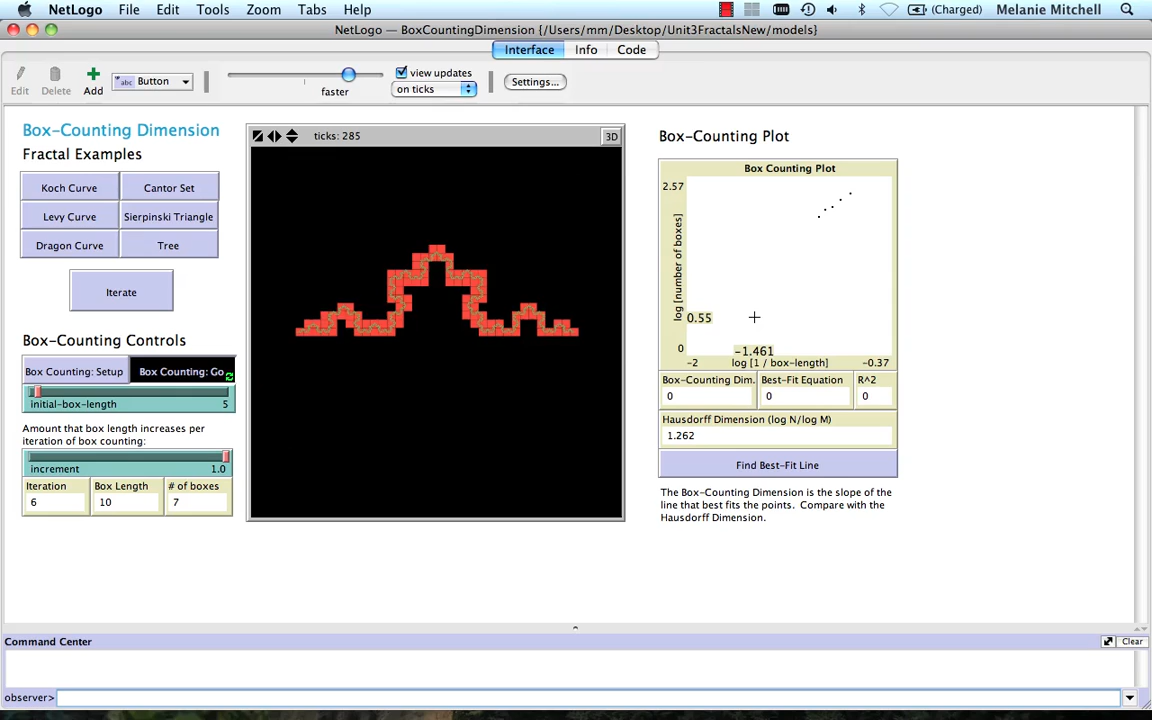 NetLogo File Edit Tools Zoom Tabs Help (Charged) Melanie Mitchell
NetLogo — BoxCountingDimension {/Users/mm/Desktop/Unit3FractalsNew/models}
Interface Info Code
Edit Delete Add abc Button faster view updates on ticks Settings...
Box-Counting Dimension
Fractal Examples
Koch Curve Cantor Set
Levy Curve Sierpinski Triangle
Dragon Curve Tree
Iterate
Box-Counting Controls
Box Counting: Setup Box Counting: Go
initial-box-length 5
Amount that box length increases per
iteration of box counting:
increment 1.0
Iteration Box Length # of boxes
6 10 7
ticks: 285 3D
Box-Counting Plot
Box Counting Plot
2.57
log [number of boxes]
0.55
-1.461
0
-2 log [1 / box-length] -0.37
Box-Counting Dim. Best-Fit Equation R^2
0 0 0
Hausdorff Dimension (log N/log M)
1.262
Find Best-Fit Line
The Box-Counting Dimension is the slope of the
line that best fits the points. Compare with the
Hausdorff Dimension.
Command Center Clear
observer>